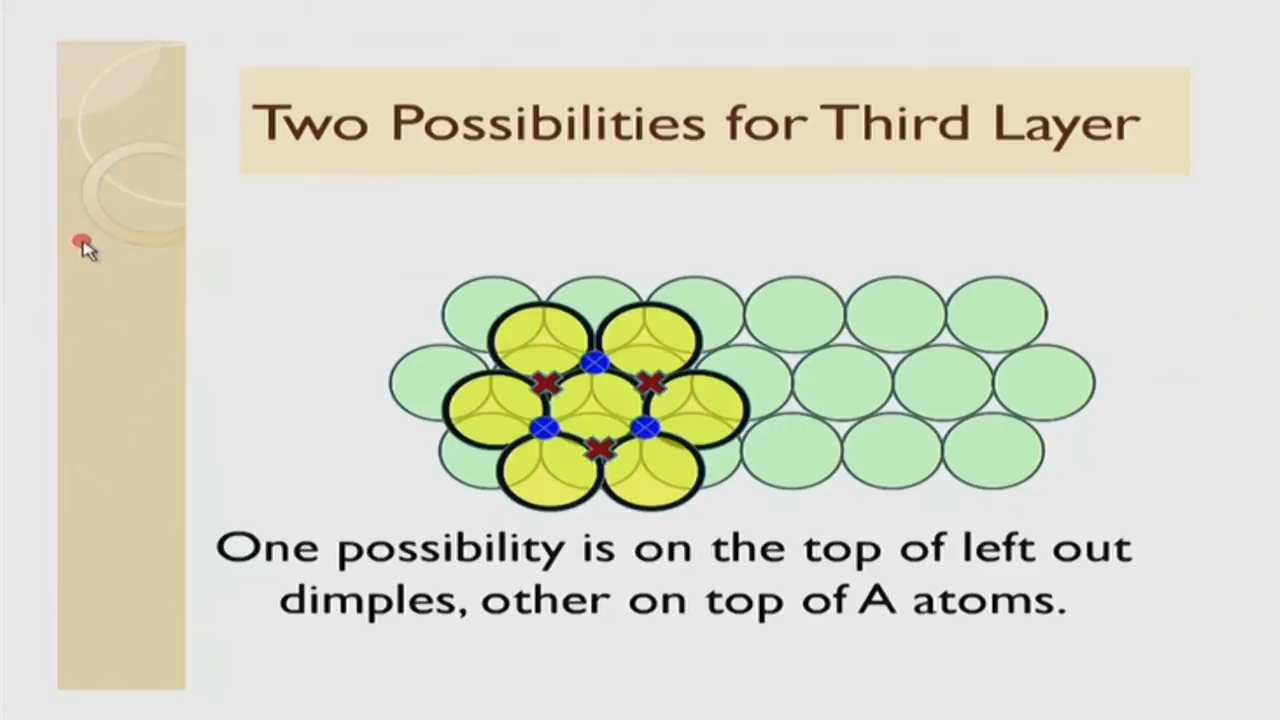 Two Possibilities for Third Layer
One possibility is on the top of left out
dimples, other on top of A atoms.